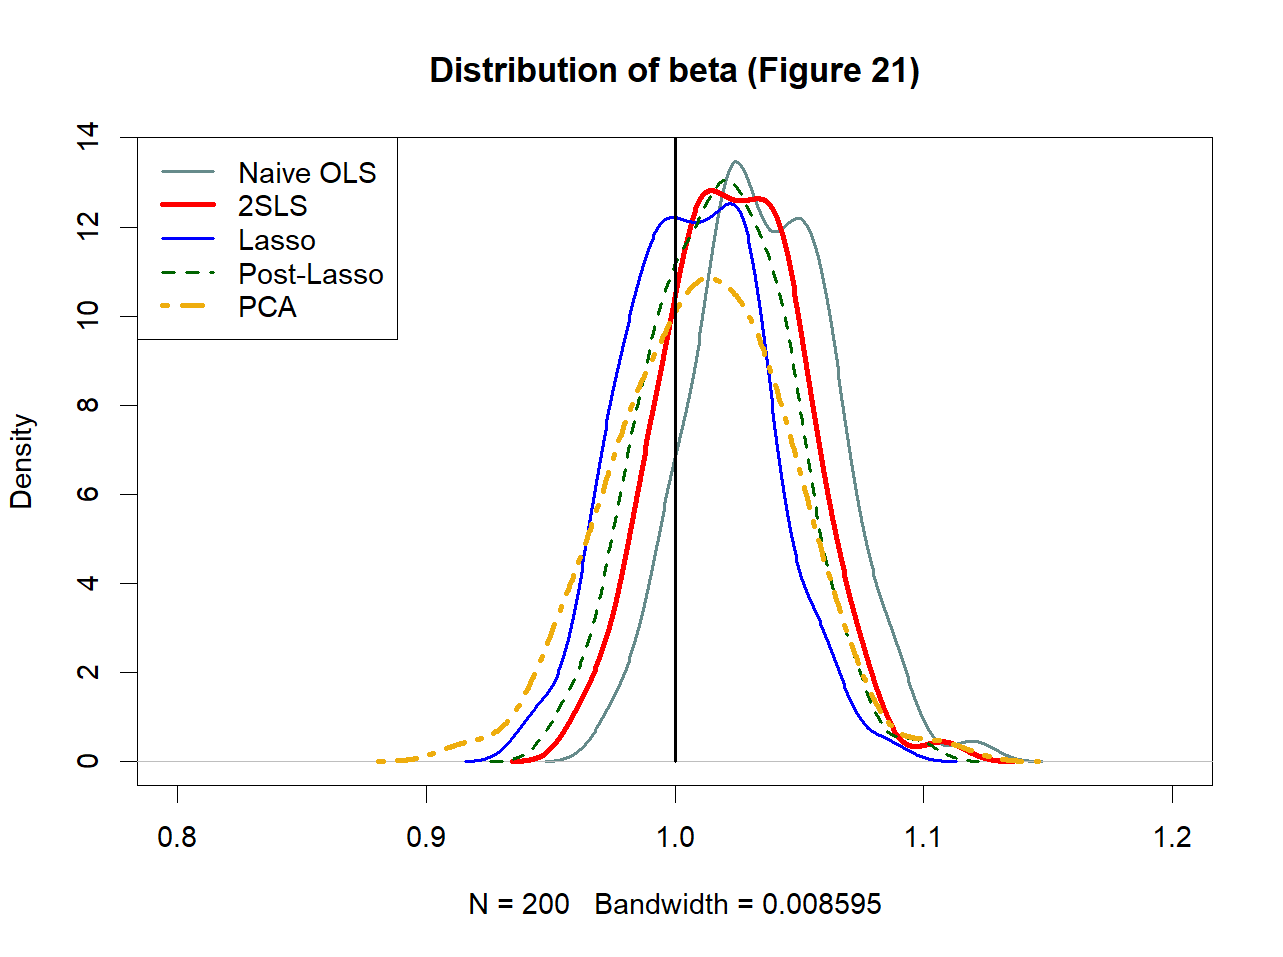 Distribution of beta (Figure 21)
Naive OLS
2SLS
Lasso
Post-Lasso
PCA
Density
14
12
10
8
6
4
2
0
0.8 0.9 1.0 1.1 1.2
N = 200 Bandwidth = 0.008595